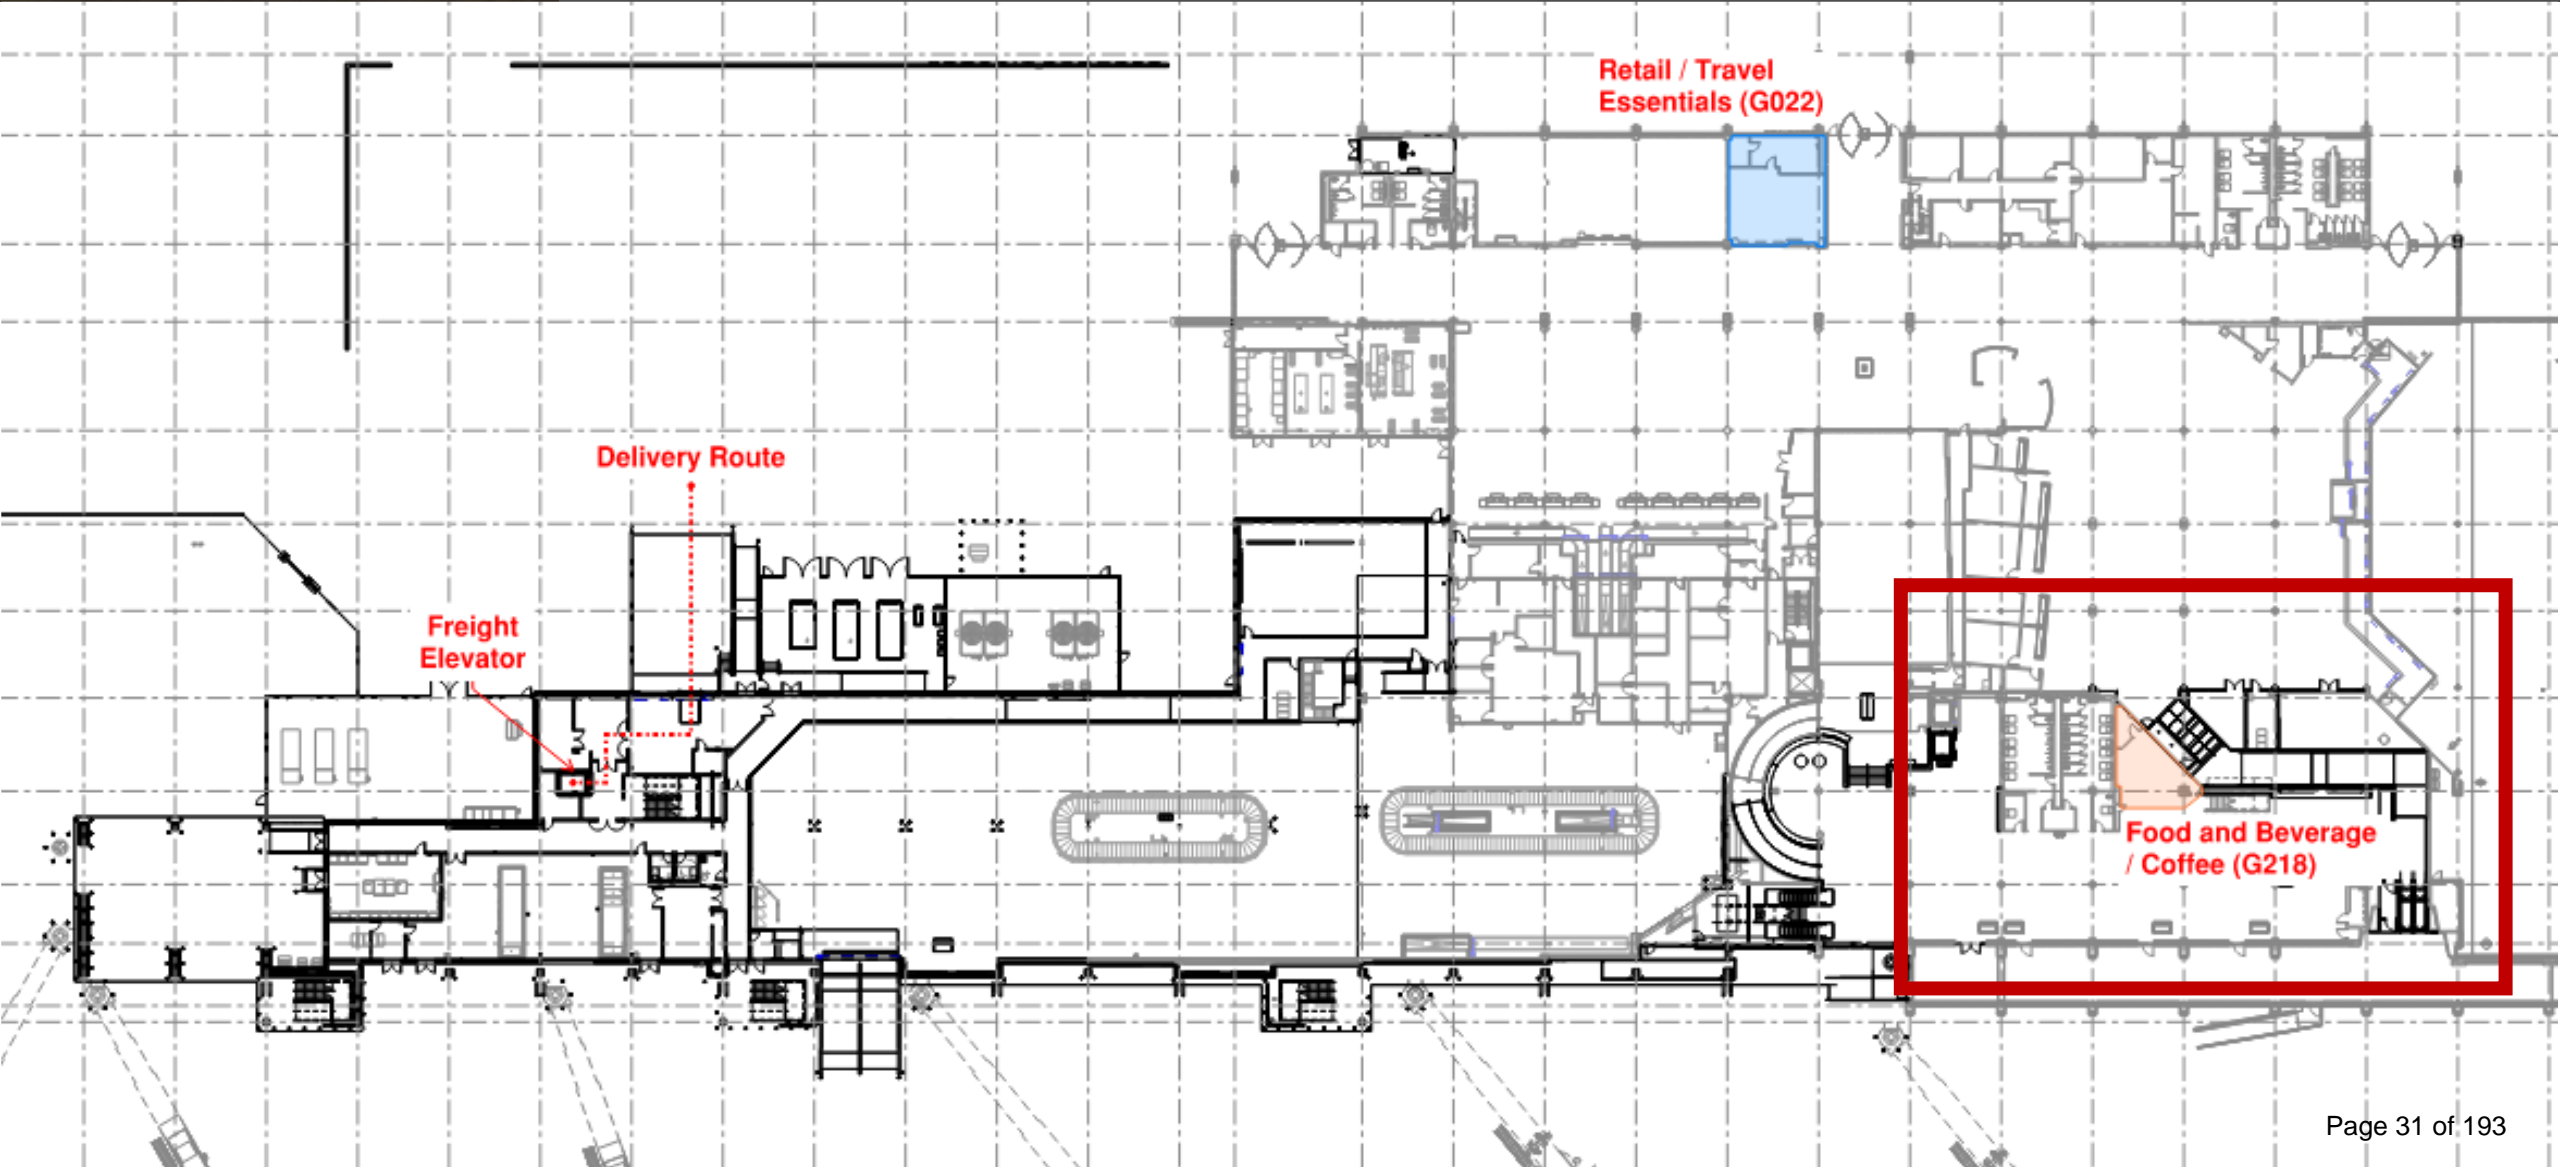 Retail / Travel
Essentials (G022)
Delivery Route
Freight
Elevator
Food and Beverage
/ Coffee (G218)
Page 31 of 193